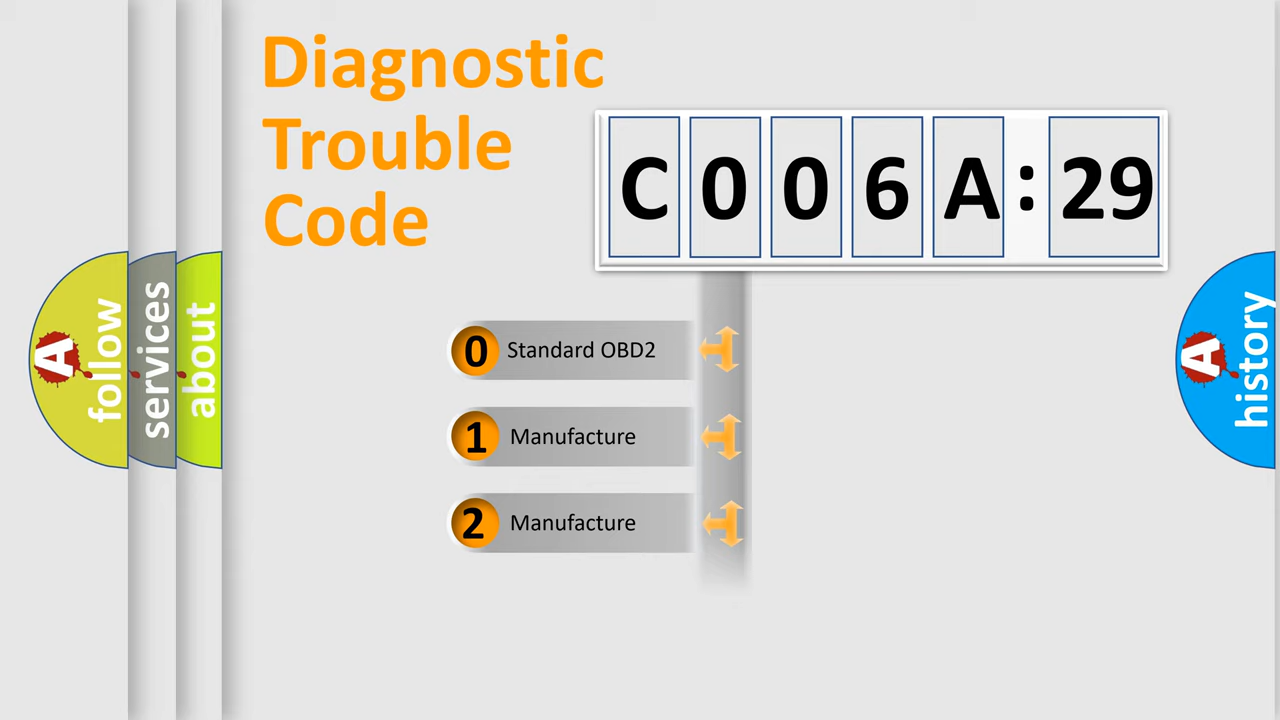 Diagnostic
Trouble
Code
C006A:29
0 Standard OBD2
1 Manufacture
2 Manufacture
A follow
services
about
A history